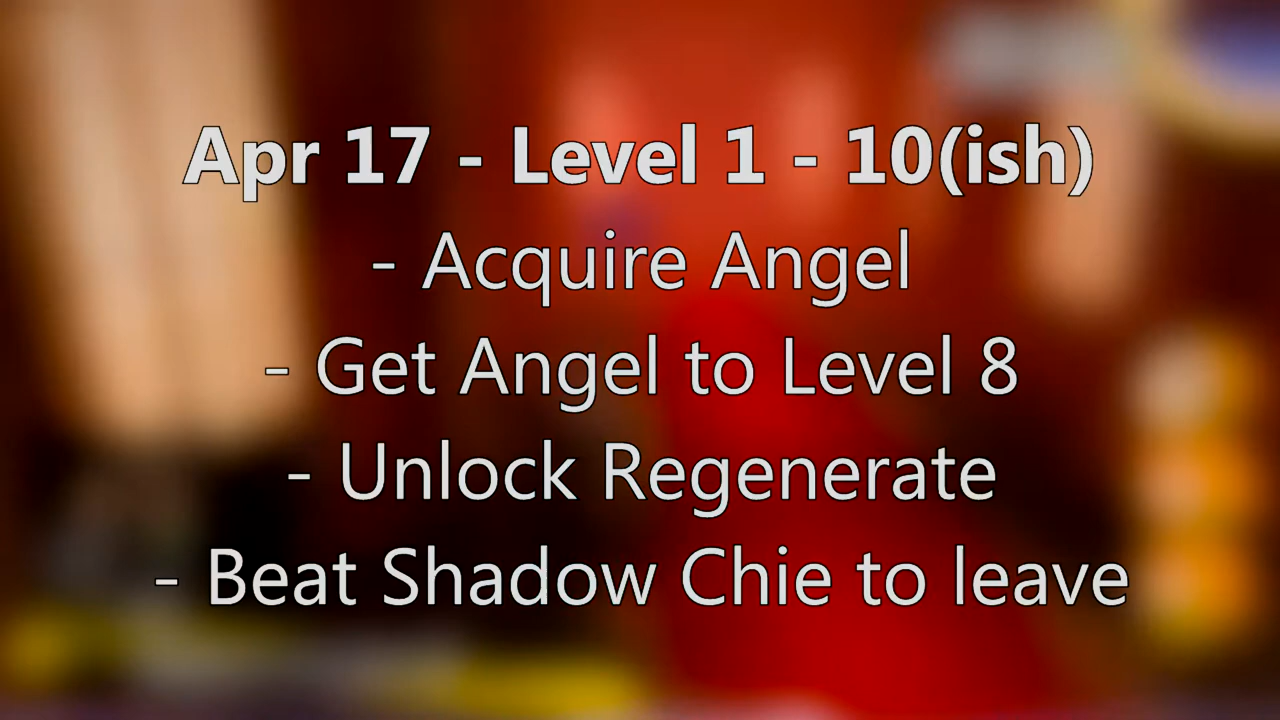 Apr 17 - Level 1 - 10(ish)
- Acquire Angel
- Get Angel to Level 8
- Unlock Regenerate
- Beat Shadow Chie to leave